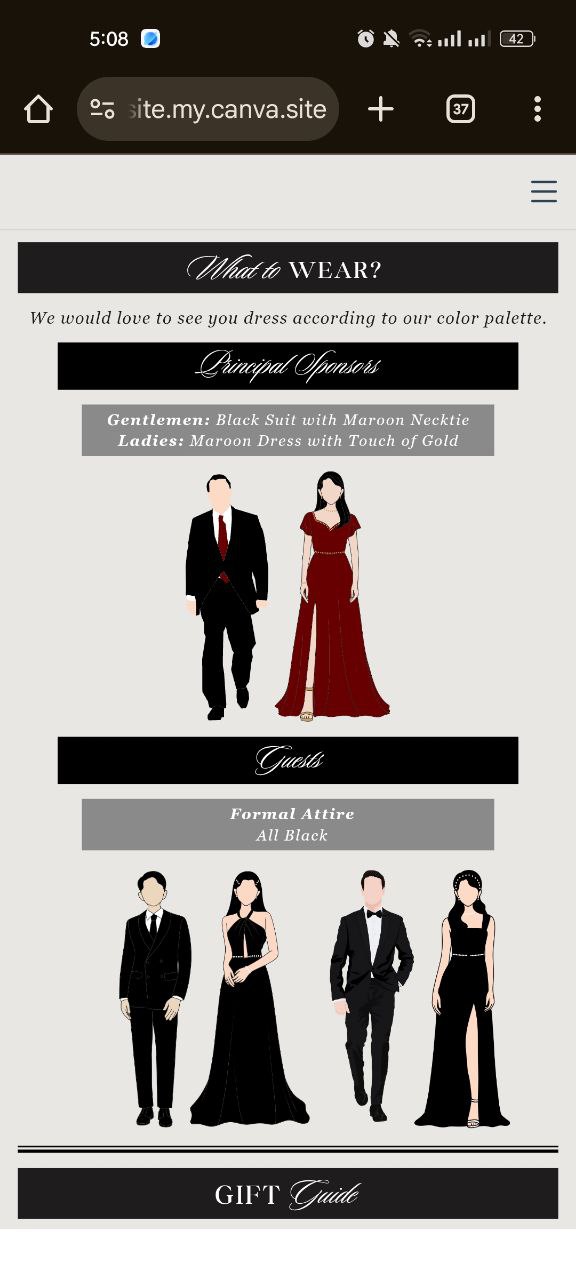 5:08
42
site.my.canva.site
37
What to WEAR?
We would love to see you dress according to our color palette.
Principal Sponsors
Gentlemen: Black Suit with Maroon Necktie
Ladies: Maroon Dress with Touch of Gold
Guests
Formal Attire
All Black
GIFT Guide